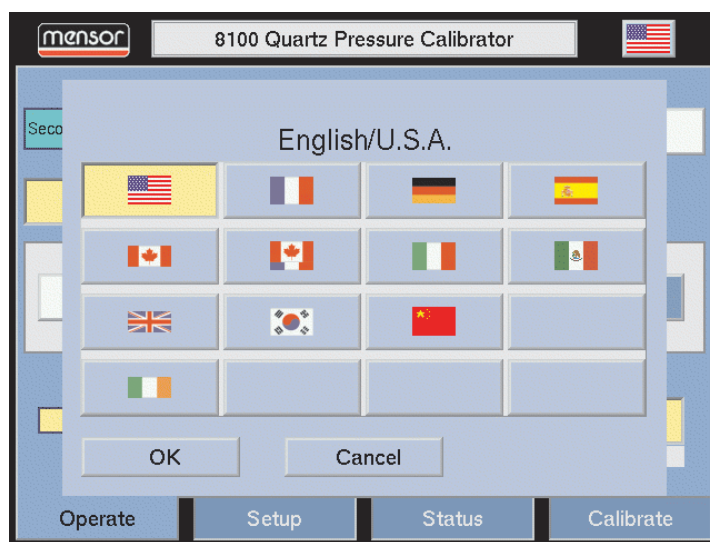 mensor
8100 Quartz Pressure Calibrator
Seco
English/U.S.A.
OK Cancel
Operate Setup Status Calibrate